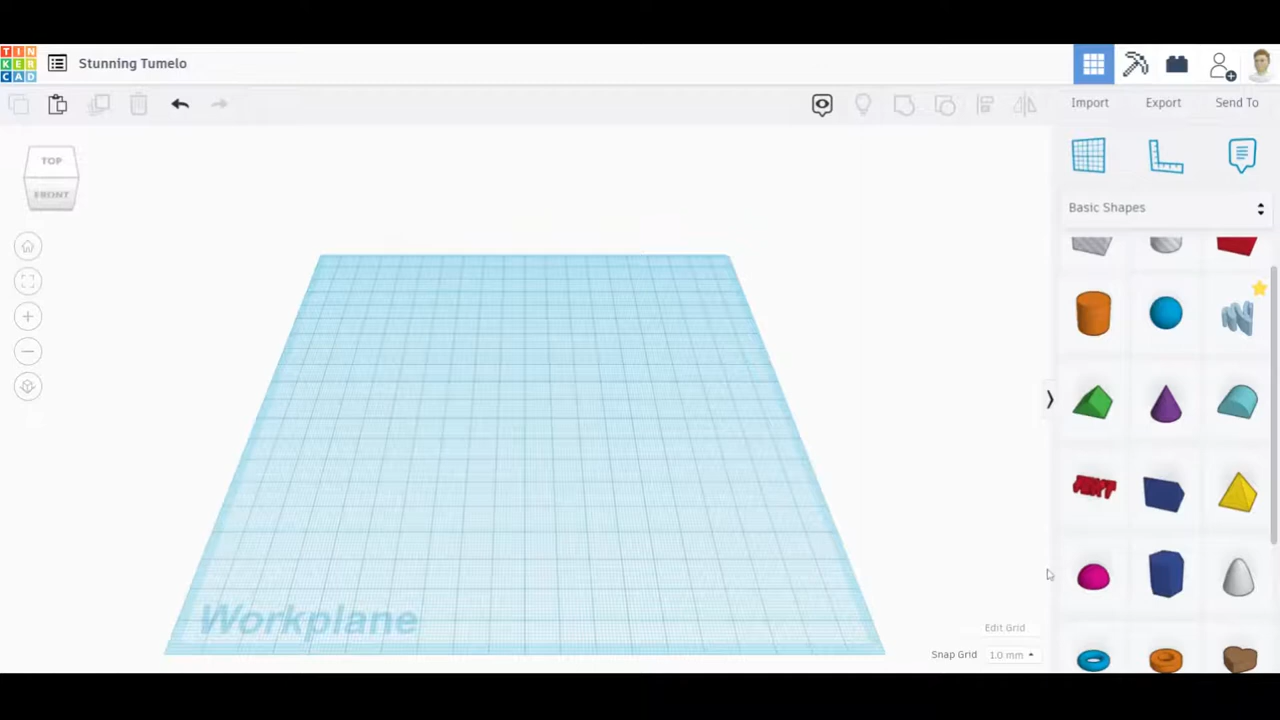 TIN
KER
CAD
Stunning Tumelo
Import
Export
Send To
TOP
FRONT
Basic Shapes
TEXT
Workplane
Edit Grid
Snap Grid
1.0 mm